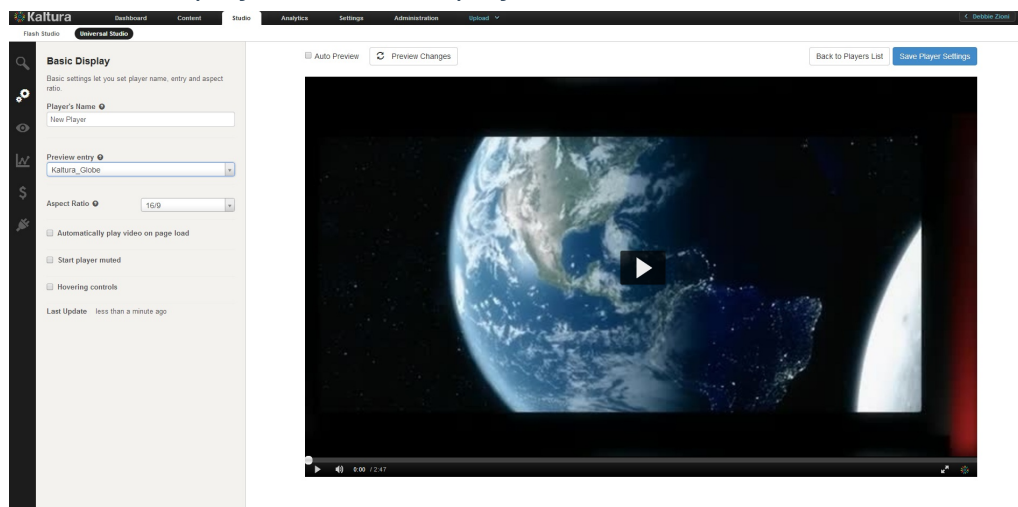 Kaltura
Dashboard Content Studio Analytics Settings Administration Upload
Debbie Zioni
Flash Studio Universal Studio
Basic Display
Basic settings let you set player name, entry and aspect
ratio.
Player's Name
New Player
Preview entry
Kaltura_Globe
Aspect Ratio 16/9
Automatically play video on page load
Start player muted
Hovering controls
Last Update less than a minute ago
Auto Preview Preview Changes Back to Players List Save Player Settings
0:00 / 2:47